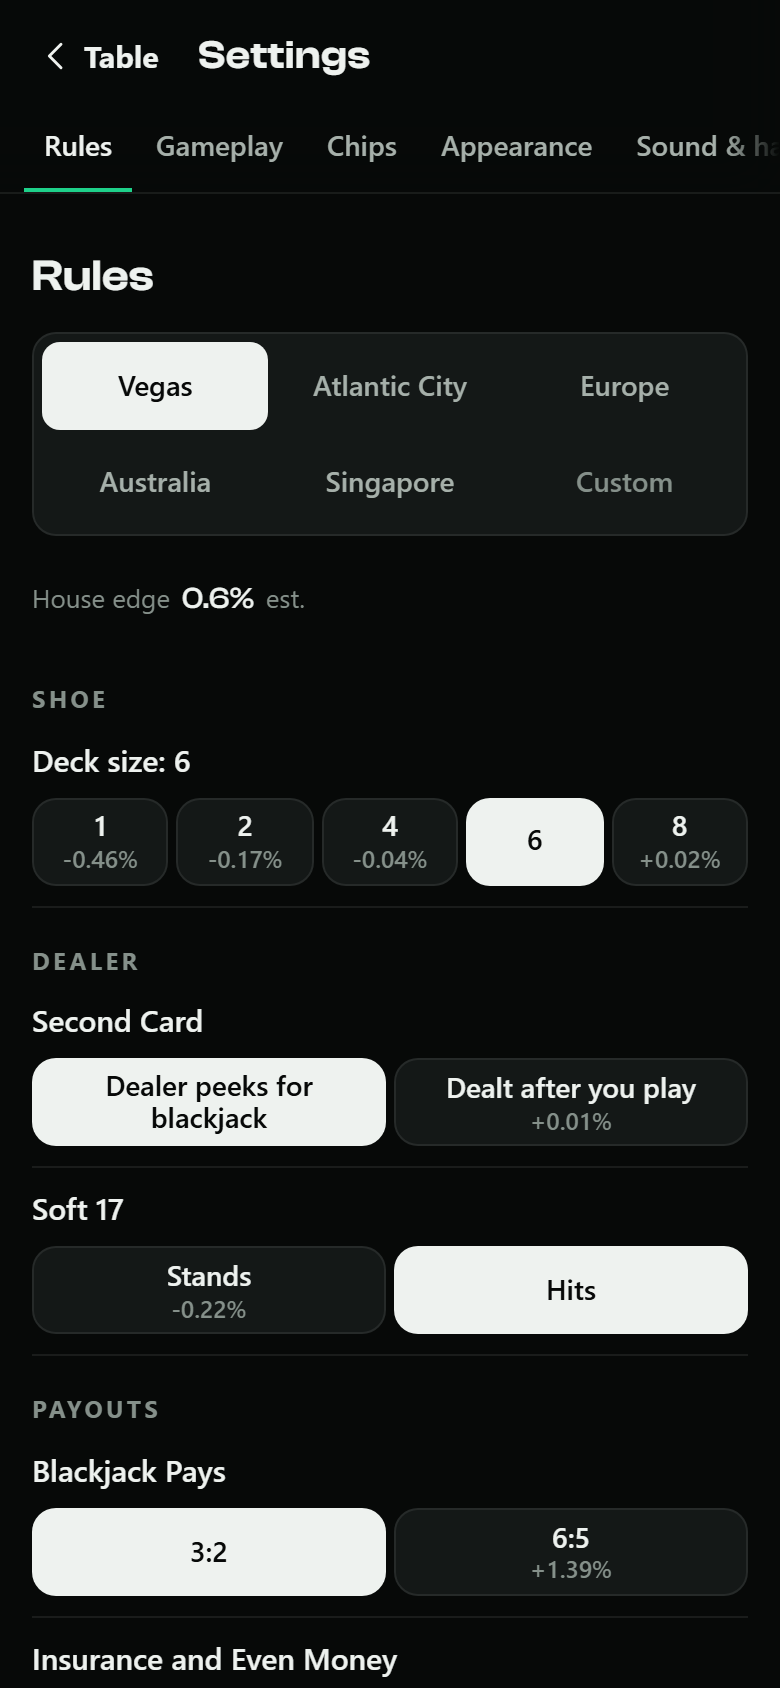 Table Settings
Rules Gameplay Chips Appearance Sound & ha
Rules
Vegas Atlantic City Europe
Australia Singapore Custom
House edge 0.6% est.
SHOE
Deck size: 6
1 2 4 6 8
-0.46% -0.17% -0.04% +0.02%
DEALER
Second Card
Dealer peeks for
blackjack
Dealt after you play
+0.01%
Soft 17
Stands
-0.22%
Hits
PAYOUTS
Blackjack Pays
3:2
6:5
+1.39%
Insurance and Even Money